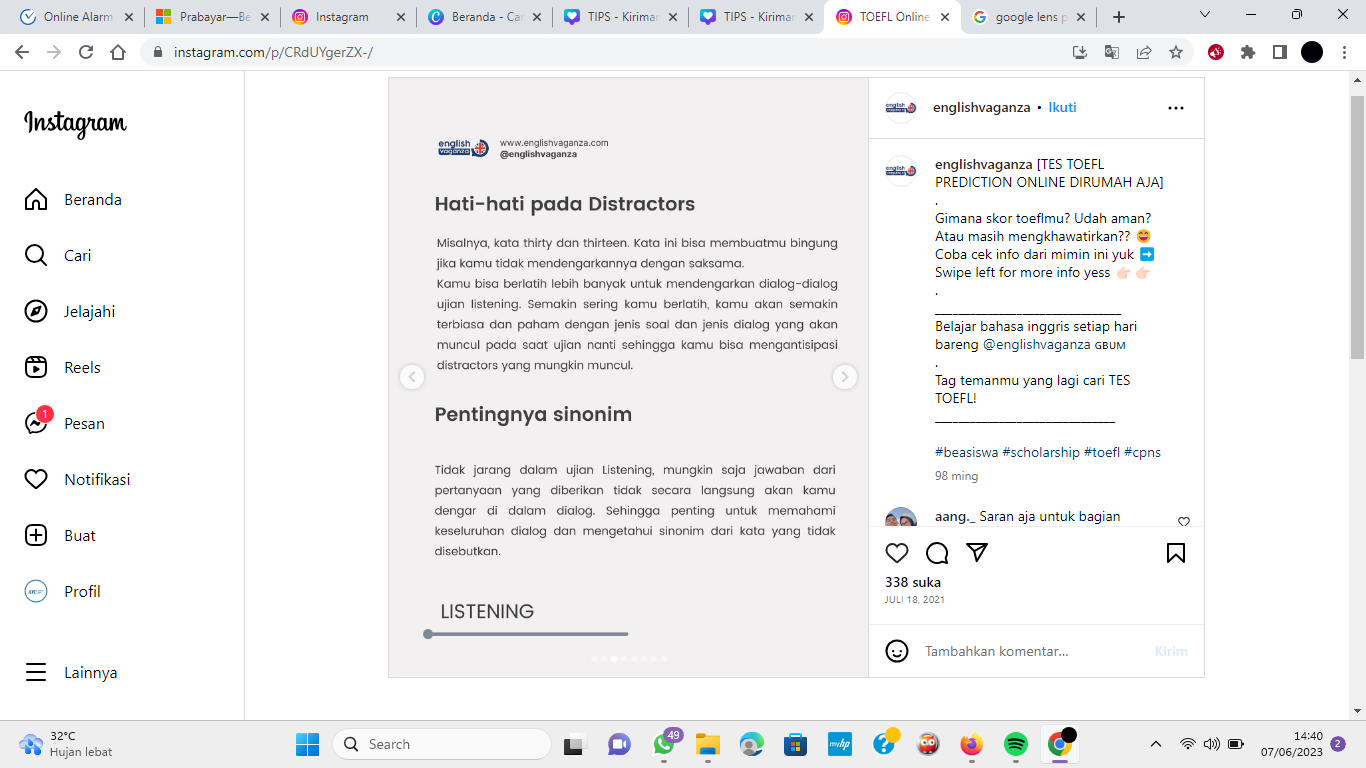 Online Alarm
Prabayar—Be
Instagram
Beranda - Ca
TIPS - Kirimar
TIPS - Kirimar
TOEFL Online
google lens p
instagram.com/p/CRdUYgerZX-/
Instagram
Beranda
Cari
Jelajahi
Reels
1
Pesan
Notifikasi
Buat
Profil
Lainnya
english
vaganza
www.englishvaganza.com
@englishvaganza
Hati-hati pada Distractors
Misalnya, kata thirty dan thirteen. Kata ini bisa membuatmu bingung
jika kamu tidak mendengarkannya dengan saksama.
Kamu bisa berlatih lebih banyak untuk mendengarkan dialog-dialog
ujian listening. Semakin sering kamu berlatih, kamu akan semakin
terbiasa dan paham dengan jenis soal dan jenis dialog yang akan
muncul pada saat ujian nanti sehingga kamu bisa mengantisipasi
distractors yang mungkin muncul.
Pentingnya sinonim
Tidak jarang dalam ujian Listening, mungkin saja jawaban dari
pertanyaan yang diberikan tidak secara langsung akan kamu
dengar di dalam dialog. Sehingga penting untuk memahami
keseluruhan dialog dan mengetahui sinonim dari kata yang tidak
disebutkan.
LISTENING
englishvaganza • Ikuti
englishvaganza [TES TOEFL
PREDICTION ONLINE DIRUMAH AJA]
.
Gimana skor toeflmu? Udah aman?
Atau masih mengkhawatirkan?? 😄
Coba cek info dari mimin ini yuk ➡️
Swipe left for more info yess 👉🏻 👉🏻
.
_______________________________
Belajar bahasa inggris setiap hari
bareng @englishvaganza ɢʙᴜᴍ
.
Tag temanmu yang lagi cari TES
TOEFL!
______________________________
#beasiswa #scholarship #toefl #cpns
98 ming
aang._ Saran aja untuk bagian
338 suka
JULI 18, 2021
Tambahkan komentar...
Kirim
32°C
Hujan lebat
Search
49
myhp
14:40
07/06/2023
2